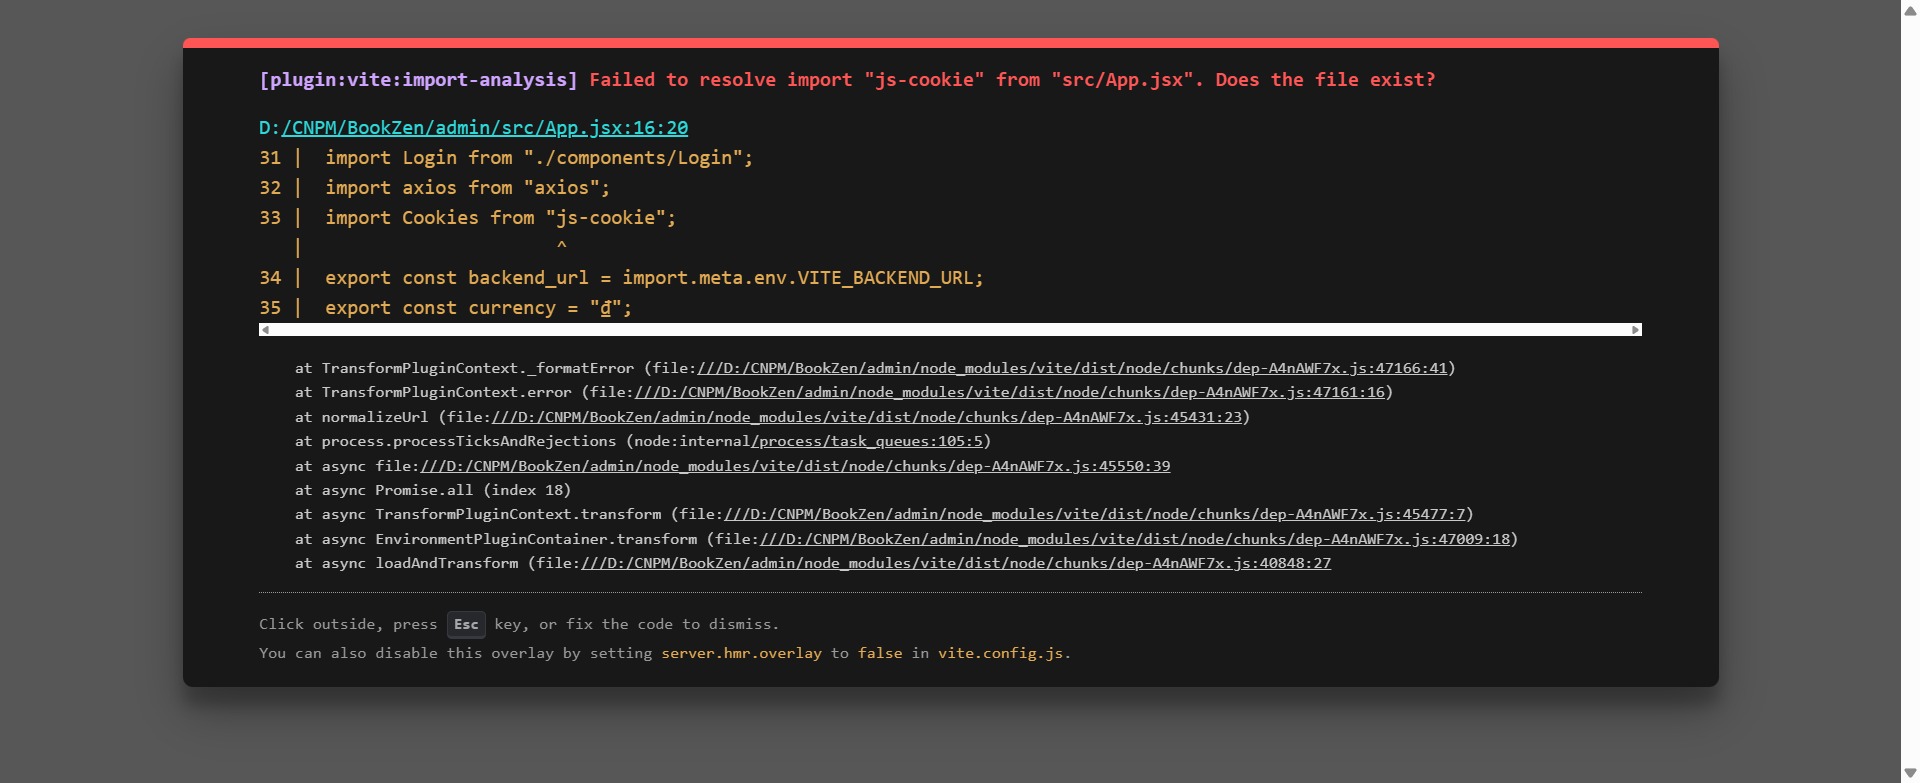 [plugin:vite:import-analysis] Failed to resolve import "js-cookie" from "src/App.jsx". Does the file exist?
D:/CNPM/BookZen/admin/src/App.jsx:16:20
31 |  import Login from "./components/Login";
32 |  import axios from "axios";
33 |  import Cookies from "js-cookie";
   |                       ^
34 |  export const backend_url = import.meta.env.VITE_BACKEND_URL;
35 |  export const currency = "₫";
at TransformPluginContext._formatError (file:///D:/CNPM/BookZen/admin/node_modules/vite/dist/node/chunks/dep-A4nAWF7x.js:47166:41)
at TransformPluginContext.error (file:///D:/CNPM/BookZen/admin/node_modules/vite/dist/node/chunks/dep-A4nAWF7x.js:47161:16)
at normalizeUrl (file:///D:/CNPM/BookZen/admin/node_modules/vite/dist/node/chunks/dep-A4nAWF7x.js:45431:23)
at process.processTicksAndRejections (node:internal/process/task_queues:105:5)
at async file:///D:/CNPM/BookZen/admin/node_modules/vite/dist/node/chunks/dep-A4nAWF7x.js:45550:39
at async Promise.all (index 18)
at async TransformPluginContext.transform (file:///D:/CNPM/BookZen/admin/node_modules/vite/dist/node/chunks/dep-A4nAWF7x.js:45477:7)
at async EnvironmentPluginContainer.transform (file:///D:/CNPM/BookZen/admin/node_modules/vite/dist/node/chunks/dep-A4nAWF7x.js:47009:18)
at async loadAndTransform (file:///D:/CNPM/BookZen/admin/node_modules/vite/dist/node/chunks/dep-A4nAWF7x.js:40848:27
Click outside, press Esc key, or fix the code to dismiss.
You can also disable this overlay by setting server.hmr.overlay to false in vite.config.js.